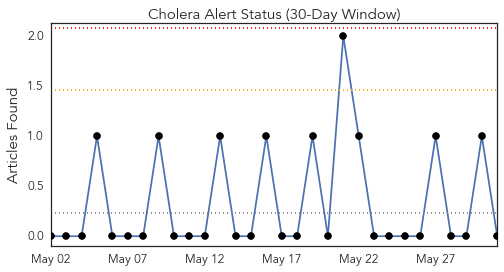 Cholera Alert Status (30-Day Window)
Articles Found
2.0
1.5
1.0
0.5
0.0
May 02 May 07 May 12 May 17 May 22 May 27